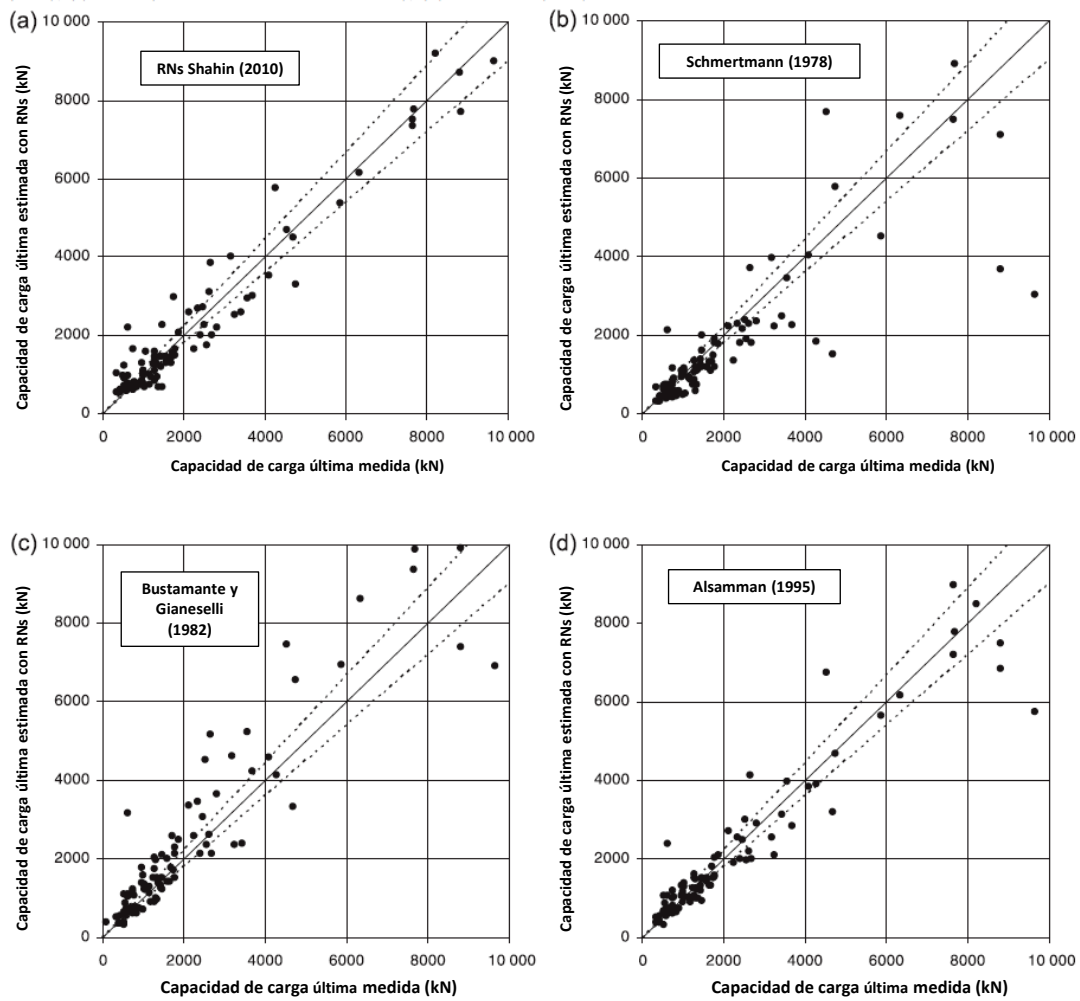 (a)
10 000
8000
6000
4000
2000
0
Capacidad de carga última estimada con RNs (kN)
RNs Shahin (2010)
0 2000 4000 6000 8000 10 000
Capacidad de carga última medida (kN)
(b)
10 000
8000
6000
4000
2000
0
Capacidad de carga última estimada con RNs (kN)
Schmertmann (1978)
0 2000 4000 6000 8000 10 000
Capacidad de carga última medida (kN)
(c)
10 000
8000
6000
4000
2000
0
Capacidad de carga última estimada con RNs (kN)
Bustamante y
Gianeselli
(1982)
0 2000 4000 6000 8000 10 000
Capacidad de carga última medida (kN)
(d)
10 000
8000
6000
4000
2000
0
Capacidad de carga última estimada con RNs (kN)
Alsamman (1995)
0 2000 4000 6000 8000 10 000
Capacidad de carga última medida (kN)